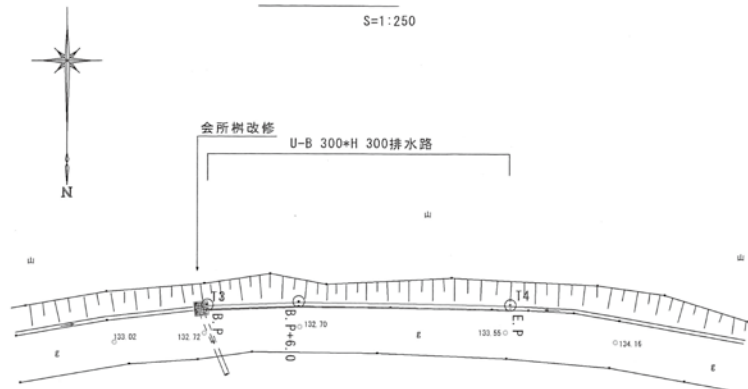 S=1:250
N
会所桝改修
U-B 300*H 300排水路
山
山
山
T3
T4
B.P
B.P+6.0
E.P
133.02
132.72
132.70
133.55
134.16
g
g
g